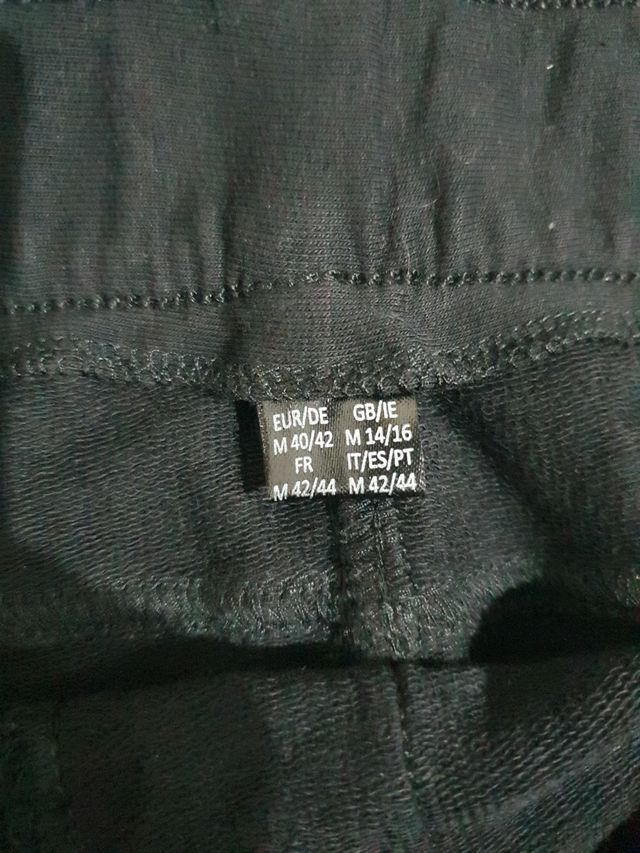 EUR/DE GB/IE
M 40/42 M 14/16
FR IT/ES/PT
M 42/44 M 42/44